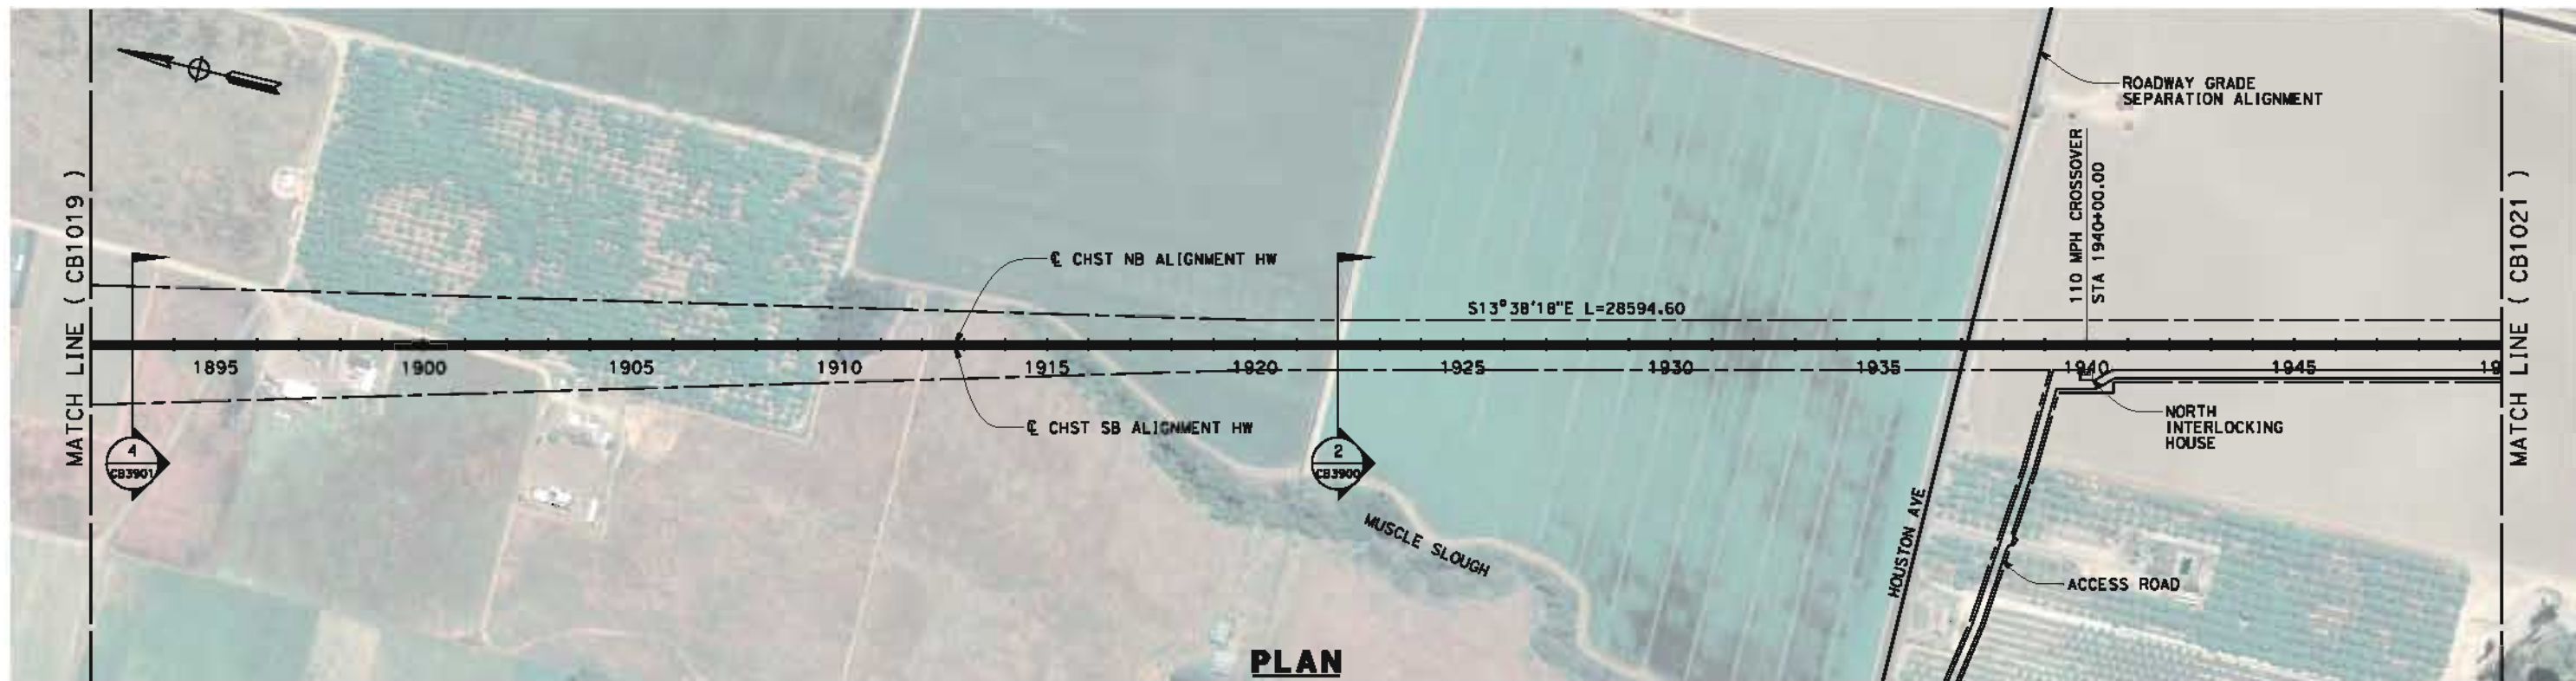 MATCH LINE ( CB1019 )
ROADWAY GRADE
SEPARATION ALIGNMENT
110 MPH CROSSOVER
STA 1940+00.00
℄ CHST NB ALIGNMENT HW
S13°38'18"E L=28594.60
1895 1900 1905 1910 1915 1920 1925 1930 1935 1940 1945 19
℄ CHST SB ALIGNMENT HW
4
CB3901
2
CB3900
NORTH
INTERLOCKING
HOUSE
MUSCLE SLOUGH
HOUSTON AVE
ACCESS ROAD
MATCH LINE ( CB1021 )
PLAN